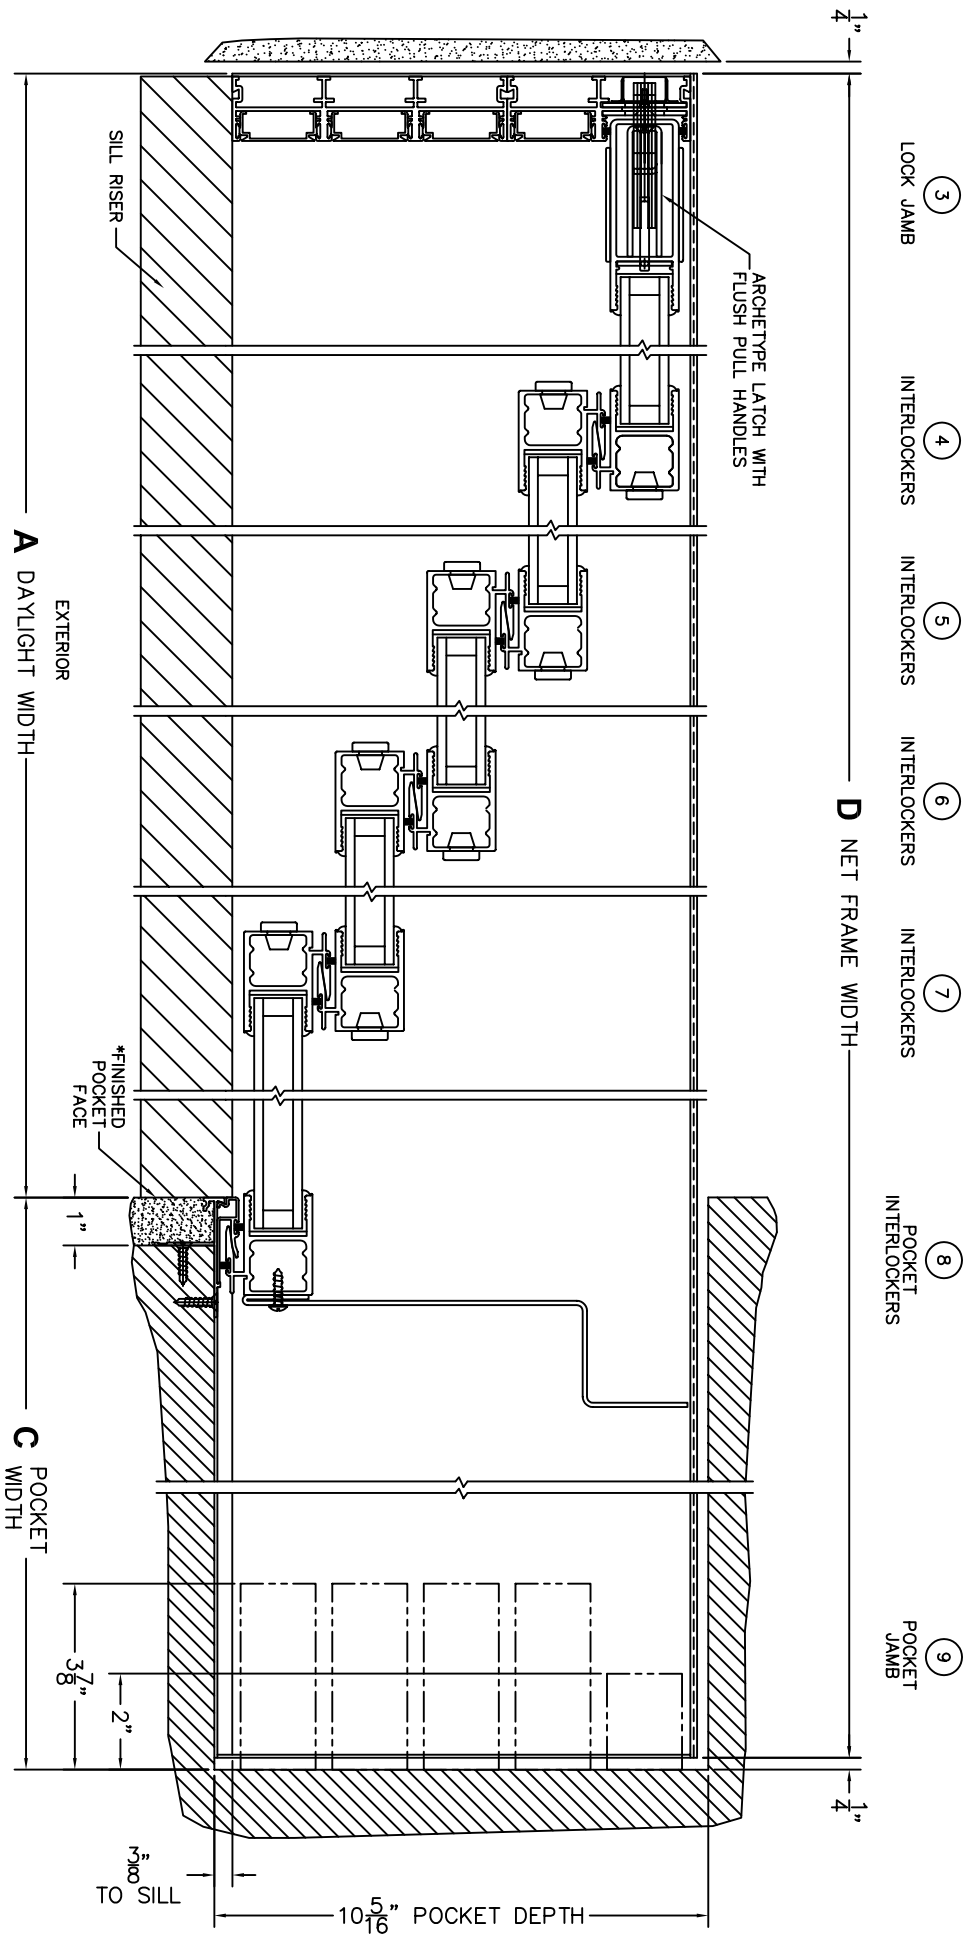 3
LOCK JAMB
4
INTERLOCKERS
5
INTERLOCKERS
6
INTERLOCKERS
7
INTERLOCKERS
8
POCKET
INTERLOCKERS
9
POCKET
JAMB
1/4"
D NET FRAME WIDTH
1/4"
ARCHETYPE LATCH WITH
FLUSH PULL HANDLES
SILL RISER
*FINISHED
POCKET
FACE
EXTERIOR
1"
A DAYLIGHT WIDTH
C POCKET
WIDTH
3 7/8"
2"
3/8"
TO SILL
10 5/16" POCKET DEPTH